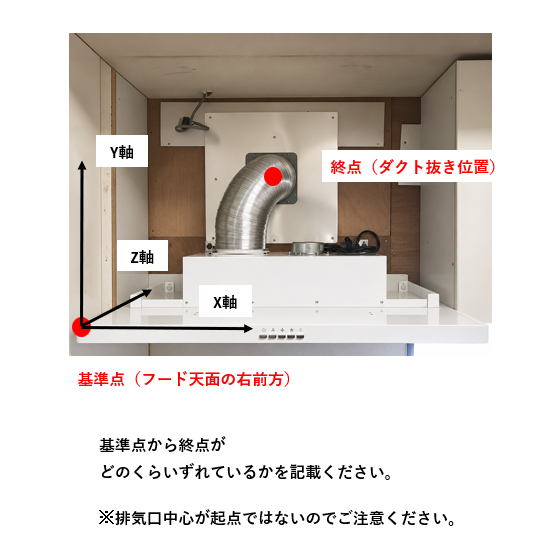 Y軸
終点（ダクト抜き位置）
Z軸
X軸
基準点（フード天面の右前方）
基準点から終点が
どのくらいずれているかを記載ください。
※排気口中心が起点ではないのでご注意ください。